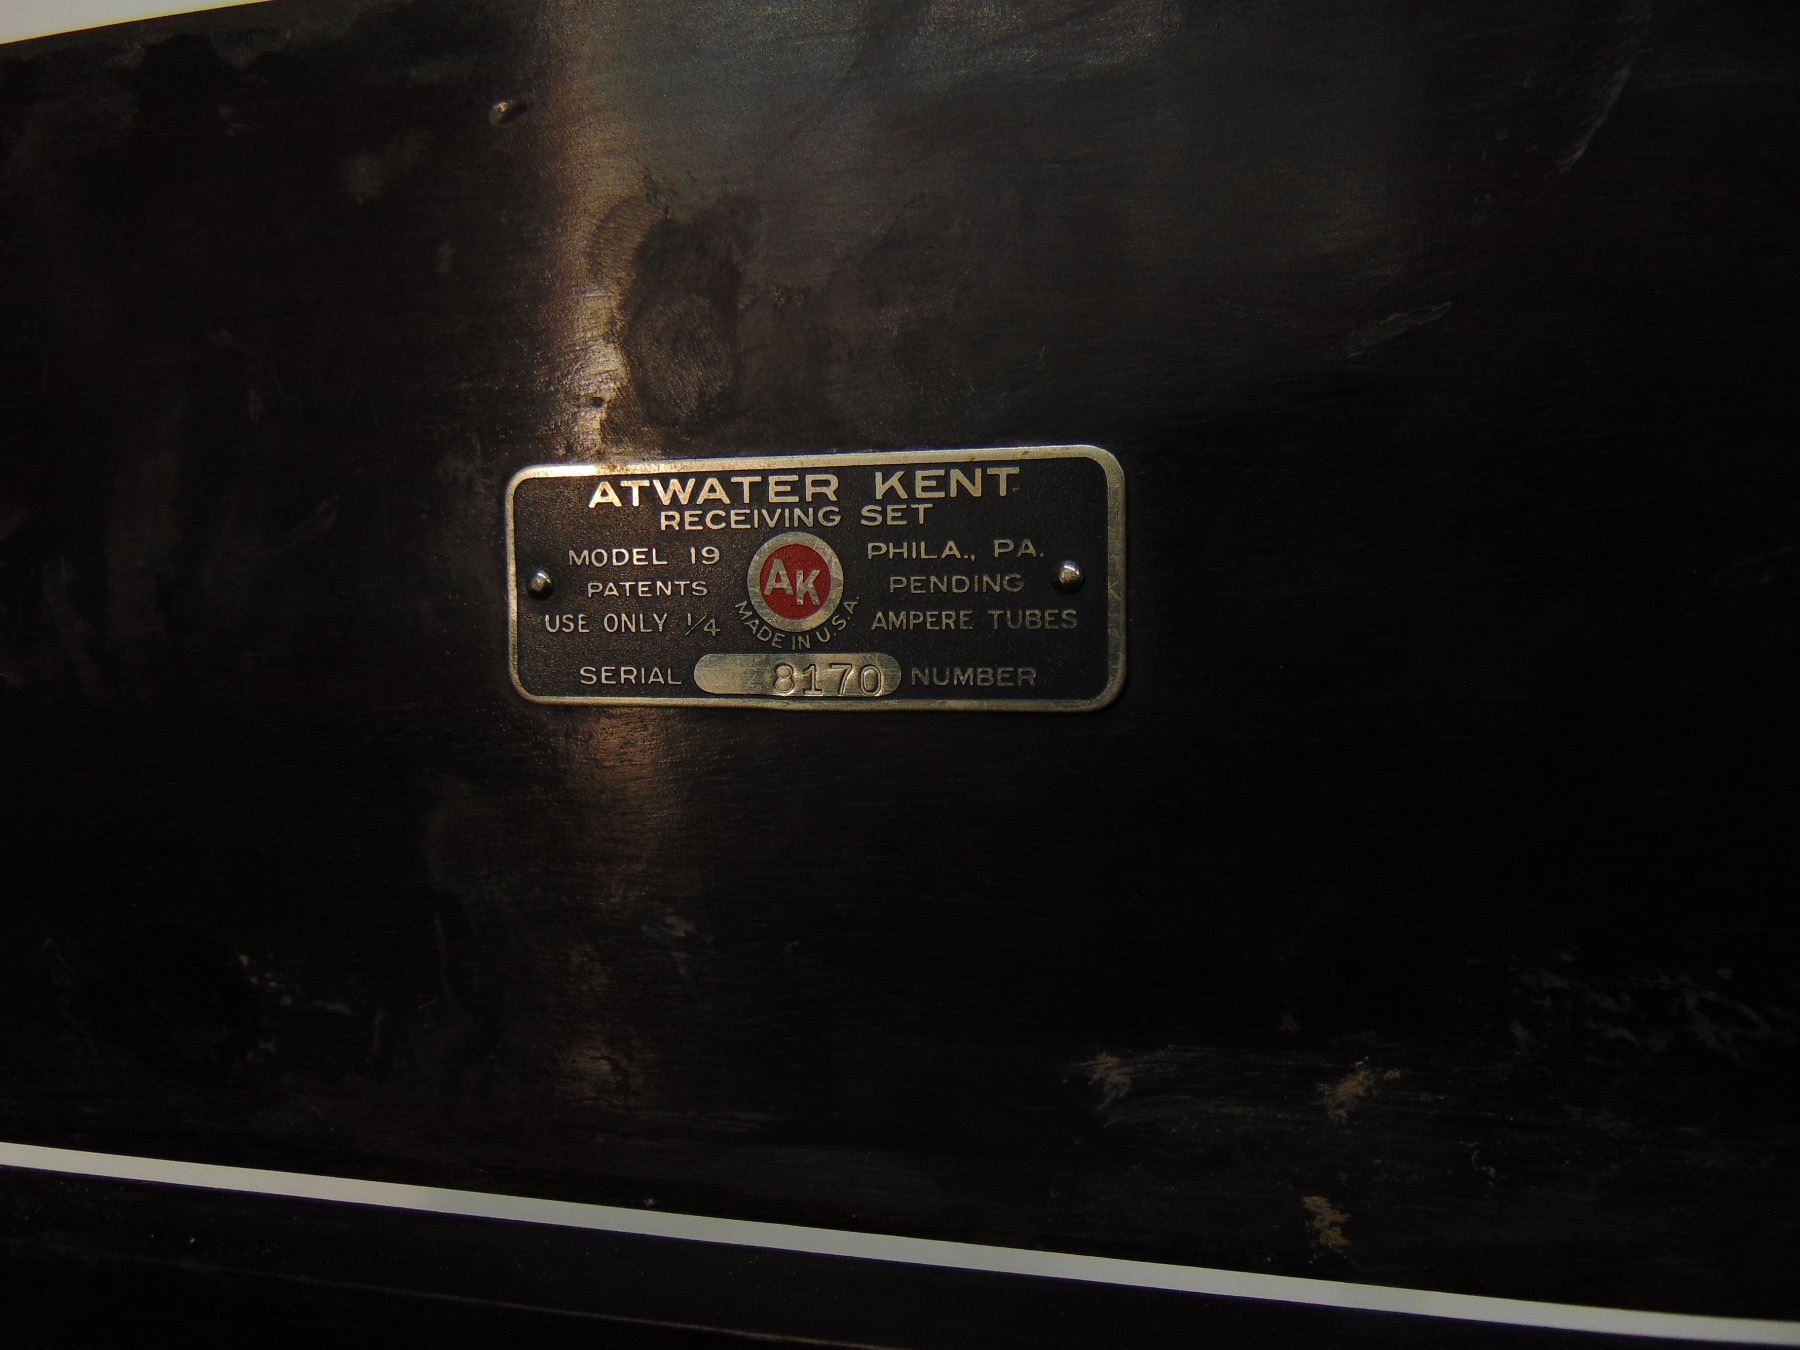 ATWATER KENT
RECEIVING SET
MODEL 19 PHILA., PA.
AK
PATENTS PENDING
USE ONLY 1/4 AMPERE TUBES
MADE IN U.S.A.
SERIAL 8170 NUMBER